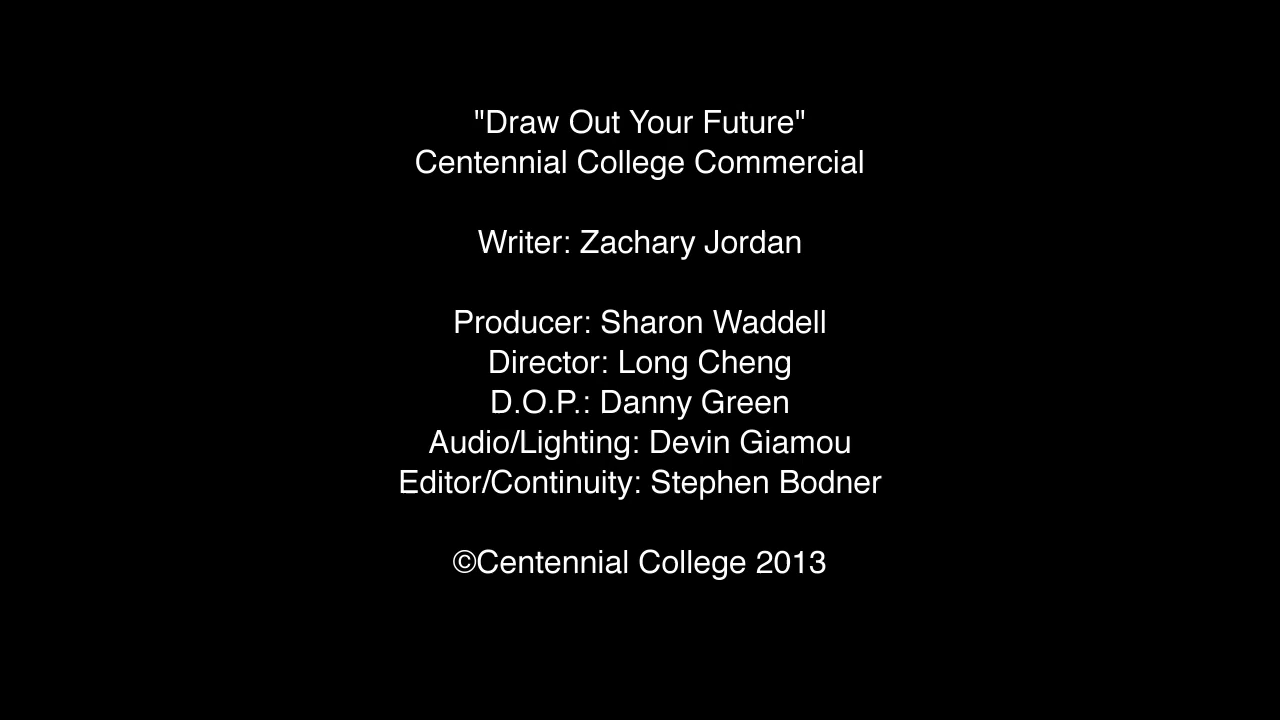 "Draw Out Your Future"
Centennial College Commercial
Writer: Zachary Jordan
Producer: Sharon Waddell
Director: Long Cheng
D.O.P.: Danny Green
Audio/Lighting: Devin Giamou
Editor/Continuity: Stephen Bodner
©Centennial College 2013